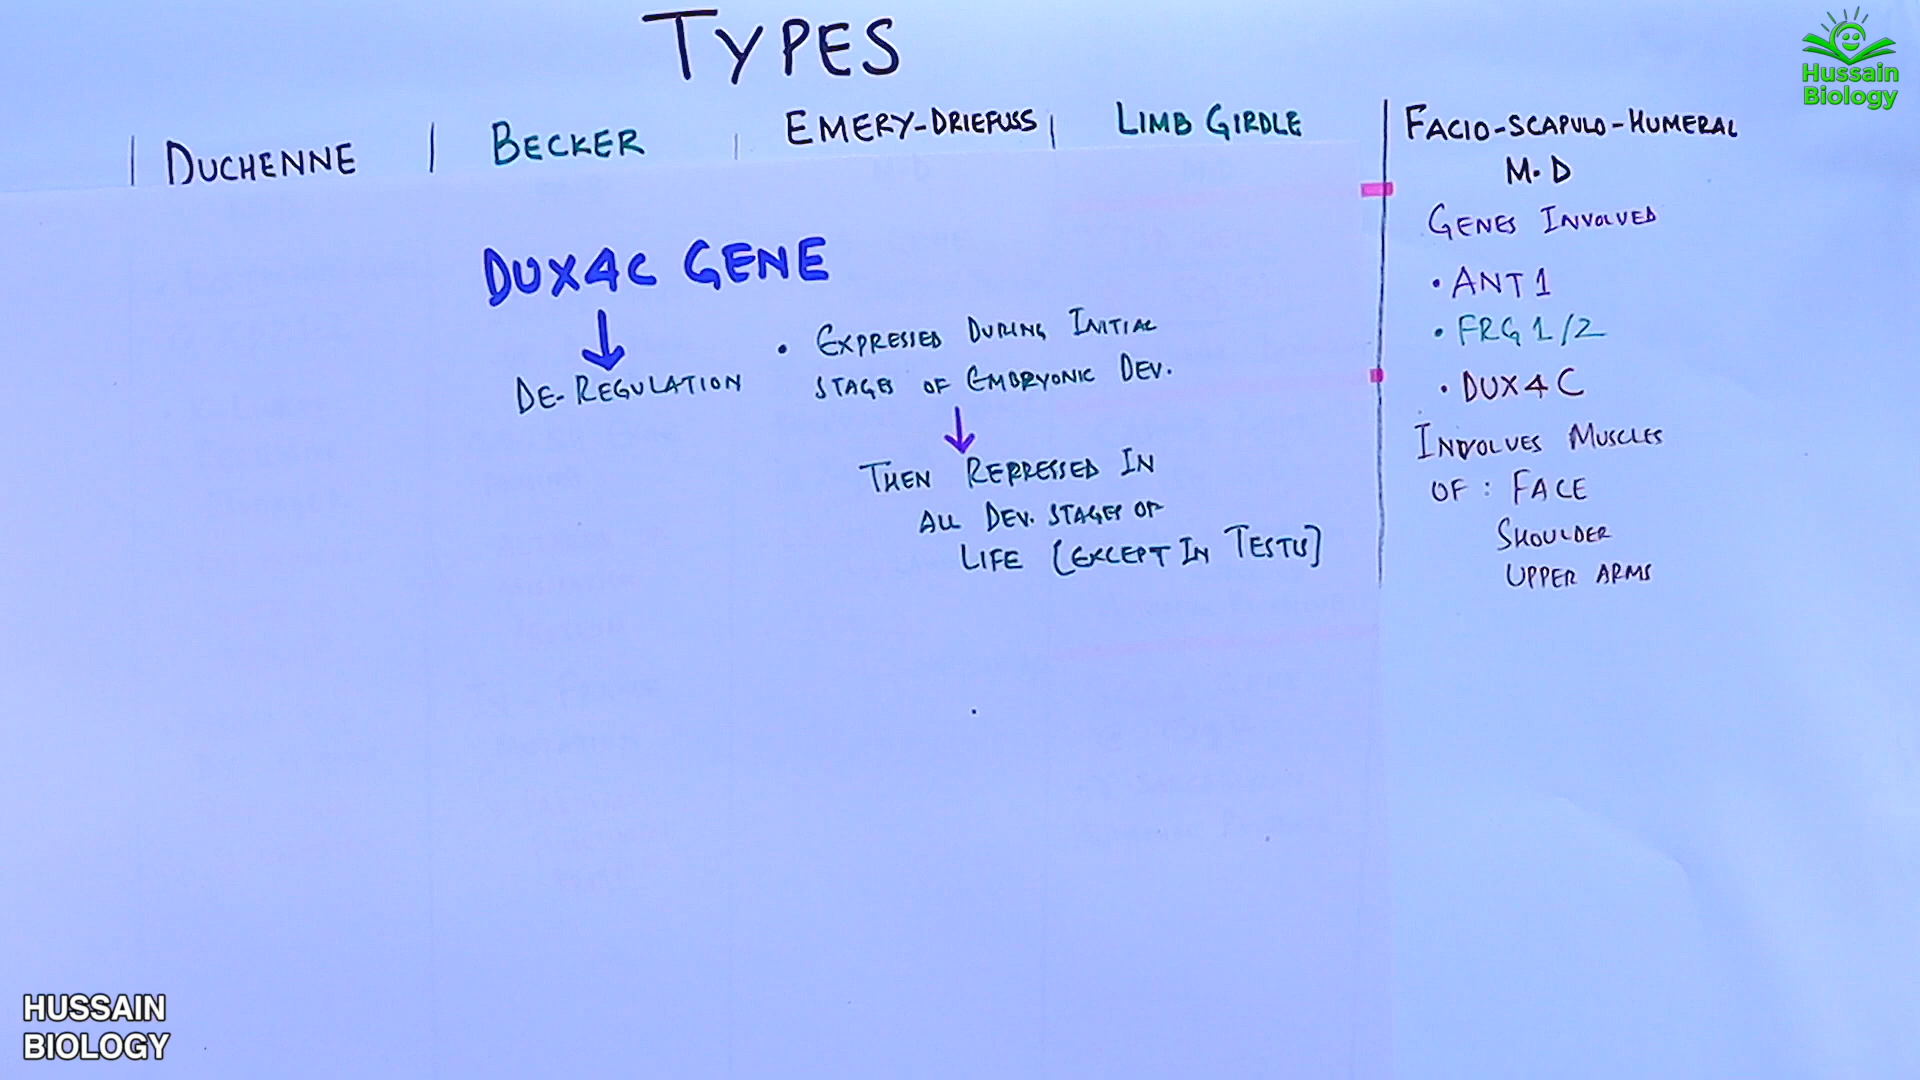 TYPES
DUCHENNE
BECKER
EMERY-DRIEFUSS
LIMB GIRDLE
FACIO-SCAPULO-HUMERAL
M.D
GENES INVOLVED
• ANT1
• FRG1/2
• DUX4C
INVOLVES MUSCLES
OF : FACE
SHOULDER
UPPER ARMS
DUX4C GENE
DE-REGULATION
• EXPRESSED DURING INITIAL
STAGES OF EMBRYONIC DEV.
THEN REPRESSED IN
ALL DEV. STAGES OF
LIFE [EXCEPT IN TESTIS]
Hussain
Biology
HUSSAIN
BIOLOGY